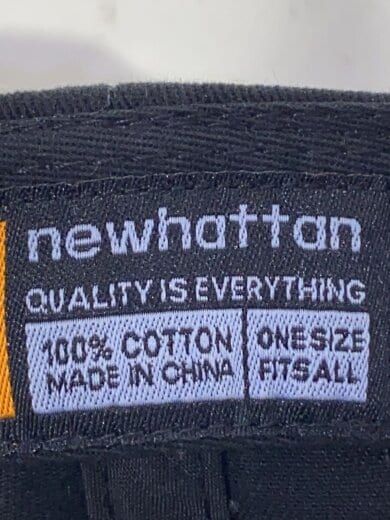 newhattan
QUALITY IS EVERYTHING
100% COTTON
MADE IN CHINA
ONE SIZE
FITS ALL